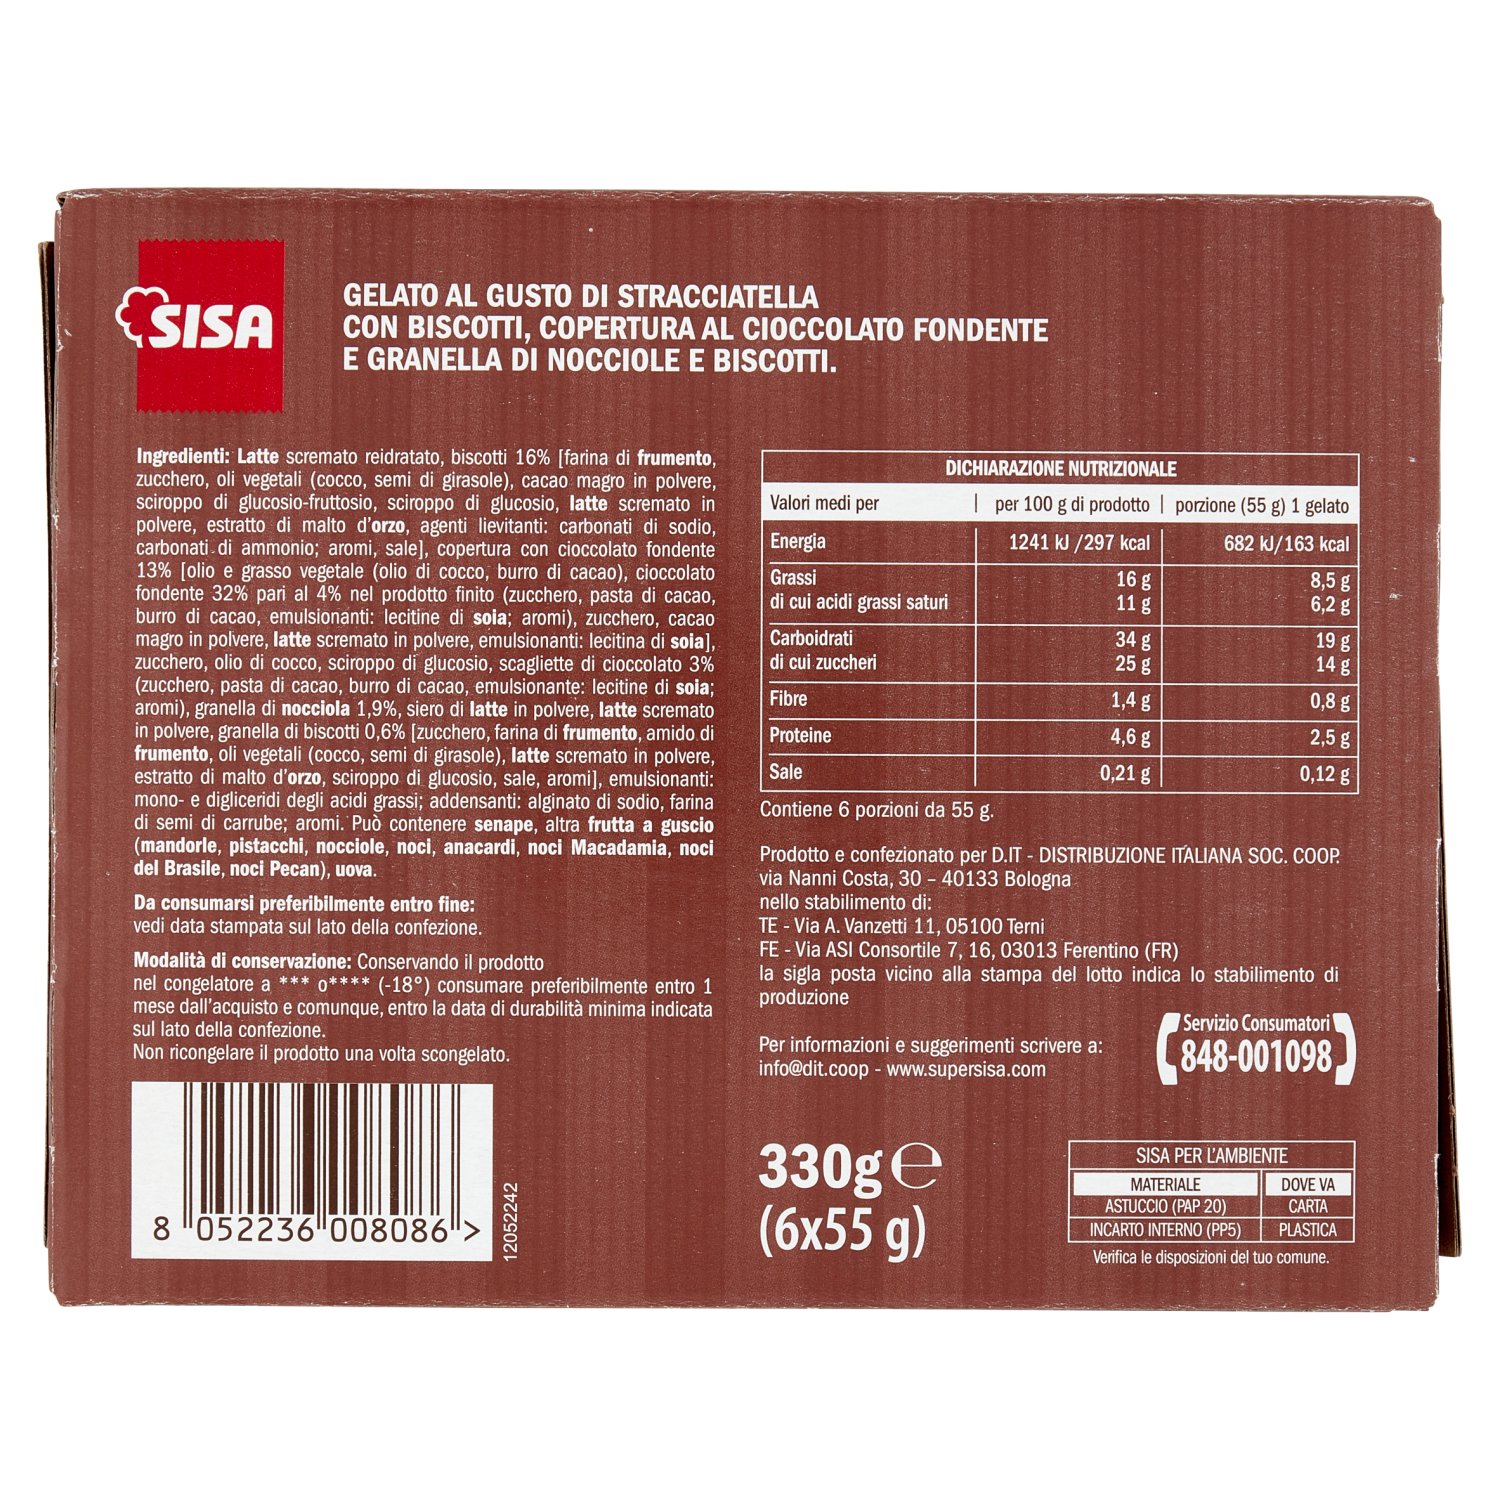 SISA
GELATO AL GUSTO DI STRACCIATELLA
CON BISCOTTI, COPERTURA AL CIOCCOLATO FONDENTE
E GRANELLA DI NOCCIOLE E BISCOTTI.
Ingredienti: Latte scremato reidratato, biscotti 16% [farina di frumento,
zucchero, oli vegetali (cocco, semi di girasole), cacao magro in polvere,
sciroppo di glucosio-fruttosio, sciroppo di glucosio, latte scremato in
polvere, estratto di malto d'orzo, agenti lievitanti: carbonati di sodio,
carbonati di ammonio; aromi, sale], copertura con cioccolato fondente
13% [olio e grasso vegetale (olio di cocco, burro di cacao), cioccolato
fondente 32% pari al 4% nel prodotto finito (zucchero, pasta di cacao,
burro di cacao, emulsionanti: lecitine di soia; aromi), zucchero, cacao
magro in polvere, latte scremato in polvere, emulsionanti: lecitina di soia],
zucchero, olio di cocco, sciroppo di glucosio, scagliette di cioccolato 3%
(zucchero, pasta di cacao, burro di cacao, emulsionante: lecitine di soia;
aromi), granella di nocciola 1,9%, siero di latte in polvere, latte scremato
in polvere, granella di biscotti 0,6% [zucchero, farina di frumento, amido di
frumento, oli vegetali (cocco, semi di girasole), latte scremato in polvere,
estratto di malto d'orzo, sciroppo di glucosio, sale, aromi], emulsionanti:
mono- e digliceridi degli acidi grassi; addensanti: alginato di sodio, farina
di semi di carrube; aromi. Può contenere senape, altra frutta a guscio
(mandorle, pistacchi, nocciole, noci, anacardi, noci Macadamia, noci
del Brasile, noci Pecan), uova.
Da consumarsi preferibilmente entro fine:
vedi data stampata sul lato della confezione.
Modalità di conservazione: Conservando il prodotto
nel congelatore a *** o**** (-18°) consumare preferibilmente entro 1
mese dall'acquisto e comunque, entro la data di durabilità minima indicata
sul lato della confezione.
Non ricongelare il prodotto una volta scongelato.
8 052236 008086 >
12052242
DICHIARAZIONE NUTRIZIONALE
Valori medi per | per 100 g di prodotto | porzione (55 g) 1 gelato
Energia 1241 kJ /297 kcal 682 kJ/163 kcal
Grassi 16 g 8,5 g
di cui acidi grassi saturi 11 g 6,2 g
Carboidrati 34 g 19 g
di cui zuccheri 25 g 14 g
Fibre 1,4 g 0,8 g
Proteine 4,6 g 2,5 g
Sale 0,21 g 0,12 g
Contiene 6 porzioni da 55 g.
Prodotto e confezionato per D.IT - DISTRIBUZIONE ITALIANA SOC. COOP.
via Nanni Costa, 30 – 40133 Bologna
nello stabilimento di:
TE - Via A. Vanzetti 11, 05100 Terni
FE - Via ASI Consortile 7, 16, 03013 Ferentino (FR)
la sigla posta vicino alla stampa del lotto indica lo stabilimento di
produzione
Per informazioni e suggerimenti scrivere a:
info@dit.coop - www.supersisa.com
Servizio Consumatori
848-001098
330g e
(6x55 g)
SISA PER L'AMBIENTE
MATERIALE DOVE VA
ASTUCCIO (PAP 20) CARTA
INCARTO INTERNO (PP5) PLASTICA
Verifica le disposizioni del tuo comune.